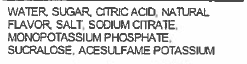 WATER, SUGAR, CITRIC ACID, NATURAL
FLAVOR, SALT, SODIUM CITRATE,
MONOPOTASSIUM PHOSPHATE,
SUCRALOSE, ACESULFAME POTASSIUM